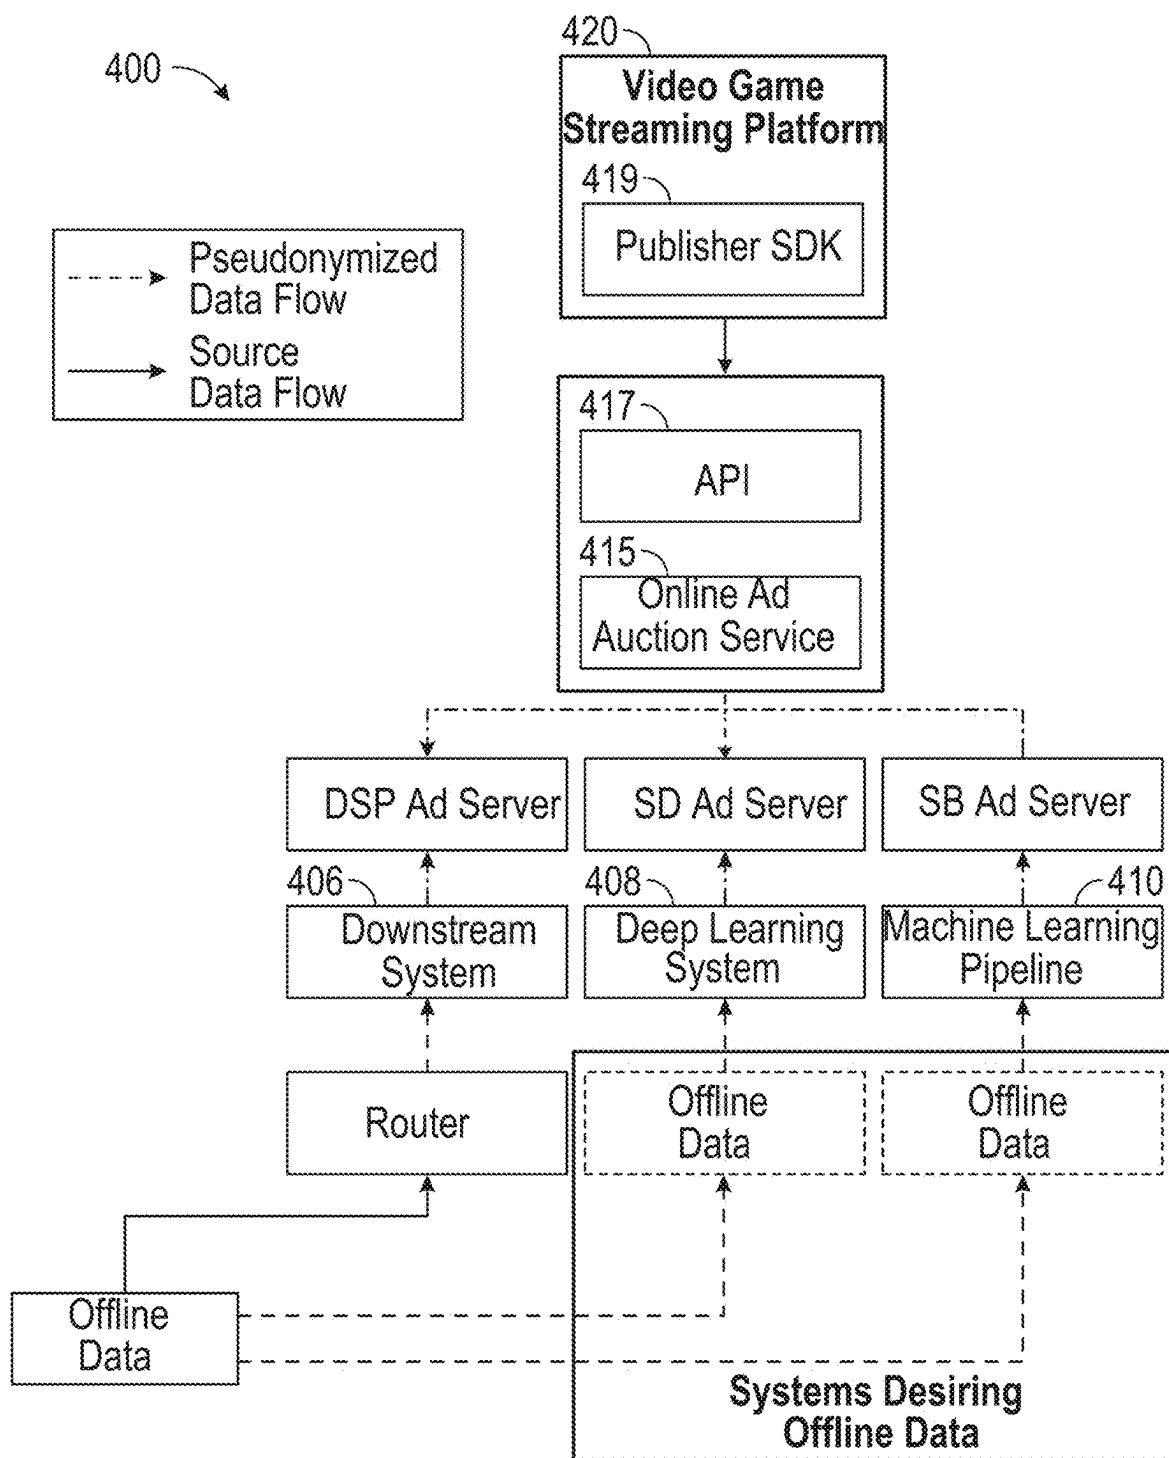 400
420
Video Game
Streaming Platform
419
Publisher SDK
Pseudonymized
Data Flow
Source
Data Flow
417
API
415
Online Ad
Auction Service
DSP Ad Server
SD Ad Server
SB Ad Server
406
408
410
Downstream
System
Deep Learning
System
Machine Learning
Pipeline
Router
Offline
Data
Offline
Data
Offline
Data
Systems Desiring
Offline Data